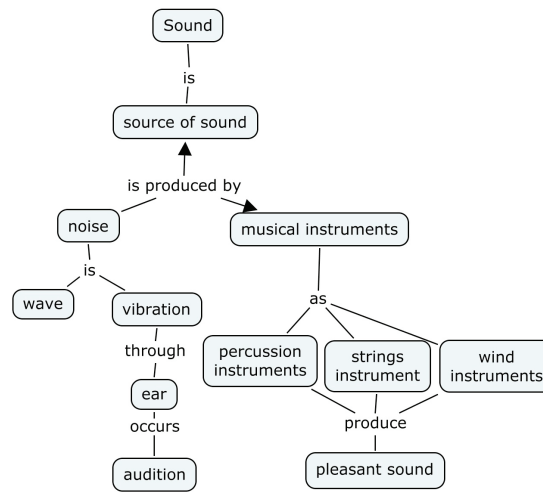 Sound
is
source of sound
is produced by
noise
musical instruments
is
wave
vibration
as
through
percussion
instruments
strings
instrument
wind
instruments
ear
occurs
produce
audition
pleasant sound